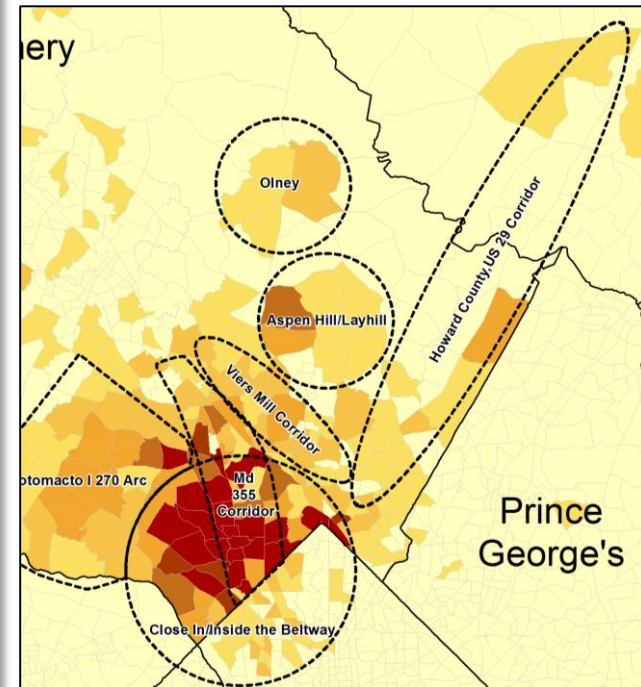 nery
Olney
Howard County,US 29 Corridor
Aspen Hill/Layhill
Viers Mill Corridor
otomacto I 270 Arc
Md
355
Corridor
Prince
George's
Close In/Inside the Beltway